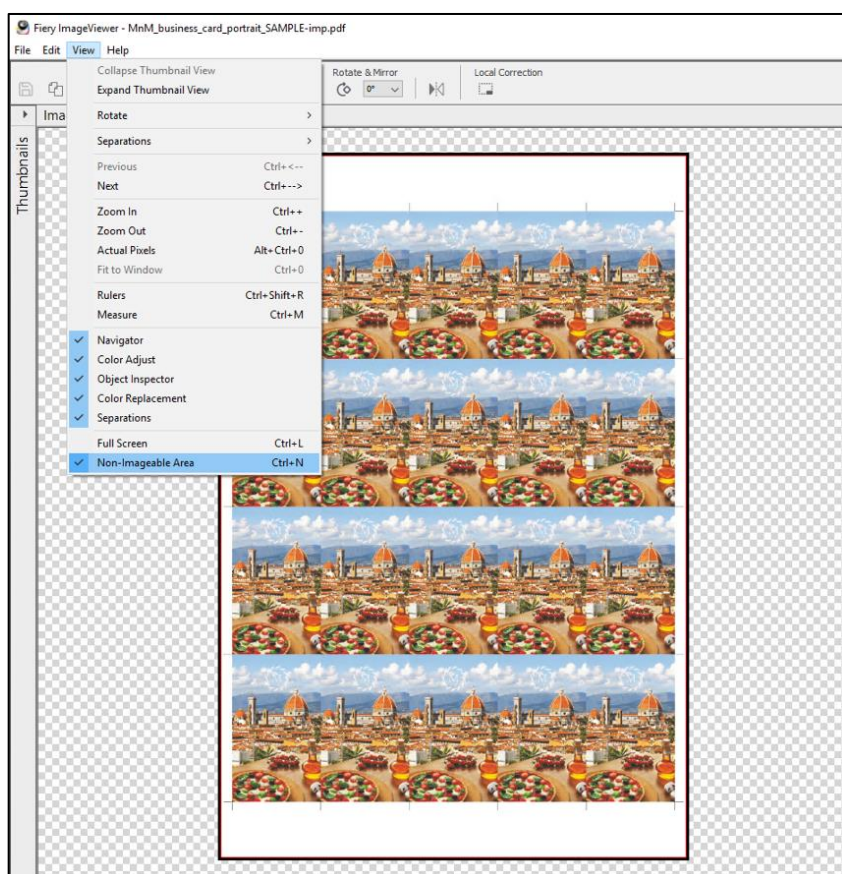 Fiery ImageViewer - MnM_business_card_portrait_SAMPLE-imp.pdf
File Edit View Help
Collapse Thumbnail View
Expand Thumbnail View
Rotate & Mirror
0°
Local Correction
Ima
Thumbnails
Rotate
Separations
Previous Ctrl+<--
Next Ctrl+-->
Zoom In Ctrl++
Zoom Out Ctrl+-
Actual Pixels Alt+Ctrl+0
Fit to Window Ctrl+0
Rulers Ctrl+Shift+R
Measure Ctrl+M
Navigator
Color Adjust
Object Inspector
Color Replacement
Separations
Full Screen Ctrl+L
Non-Imageable Area Ctrl+N